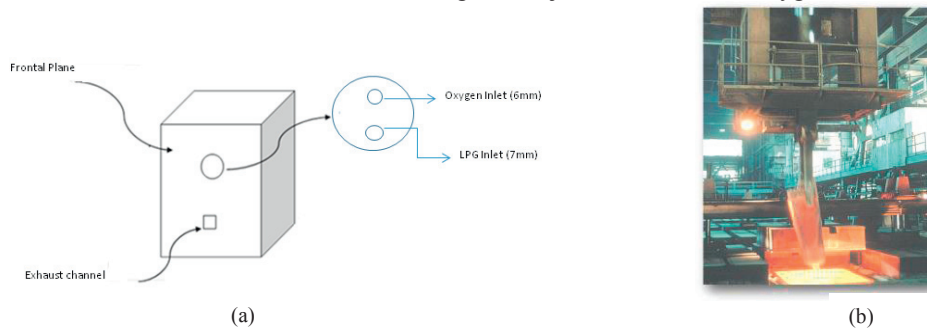 Frontal Plane
Oxygen Inlet (6mm)
LPG Inlet (7mm)
Exhaust channel
(a)
(b)